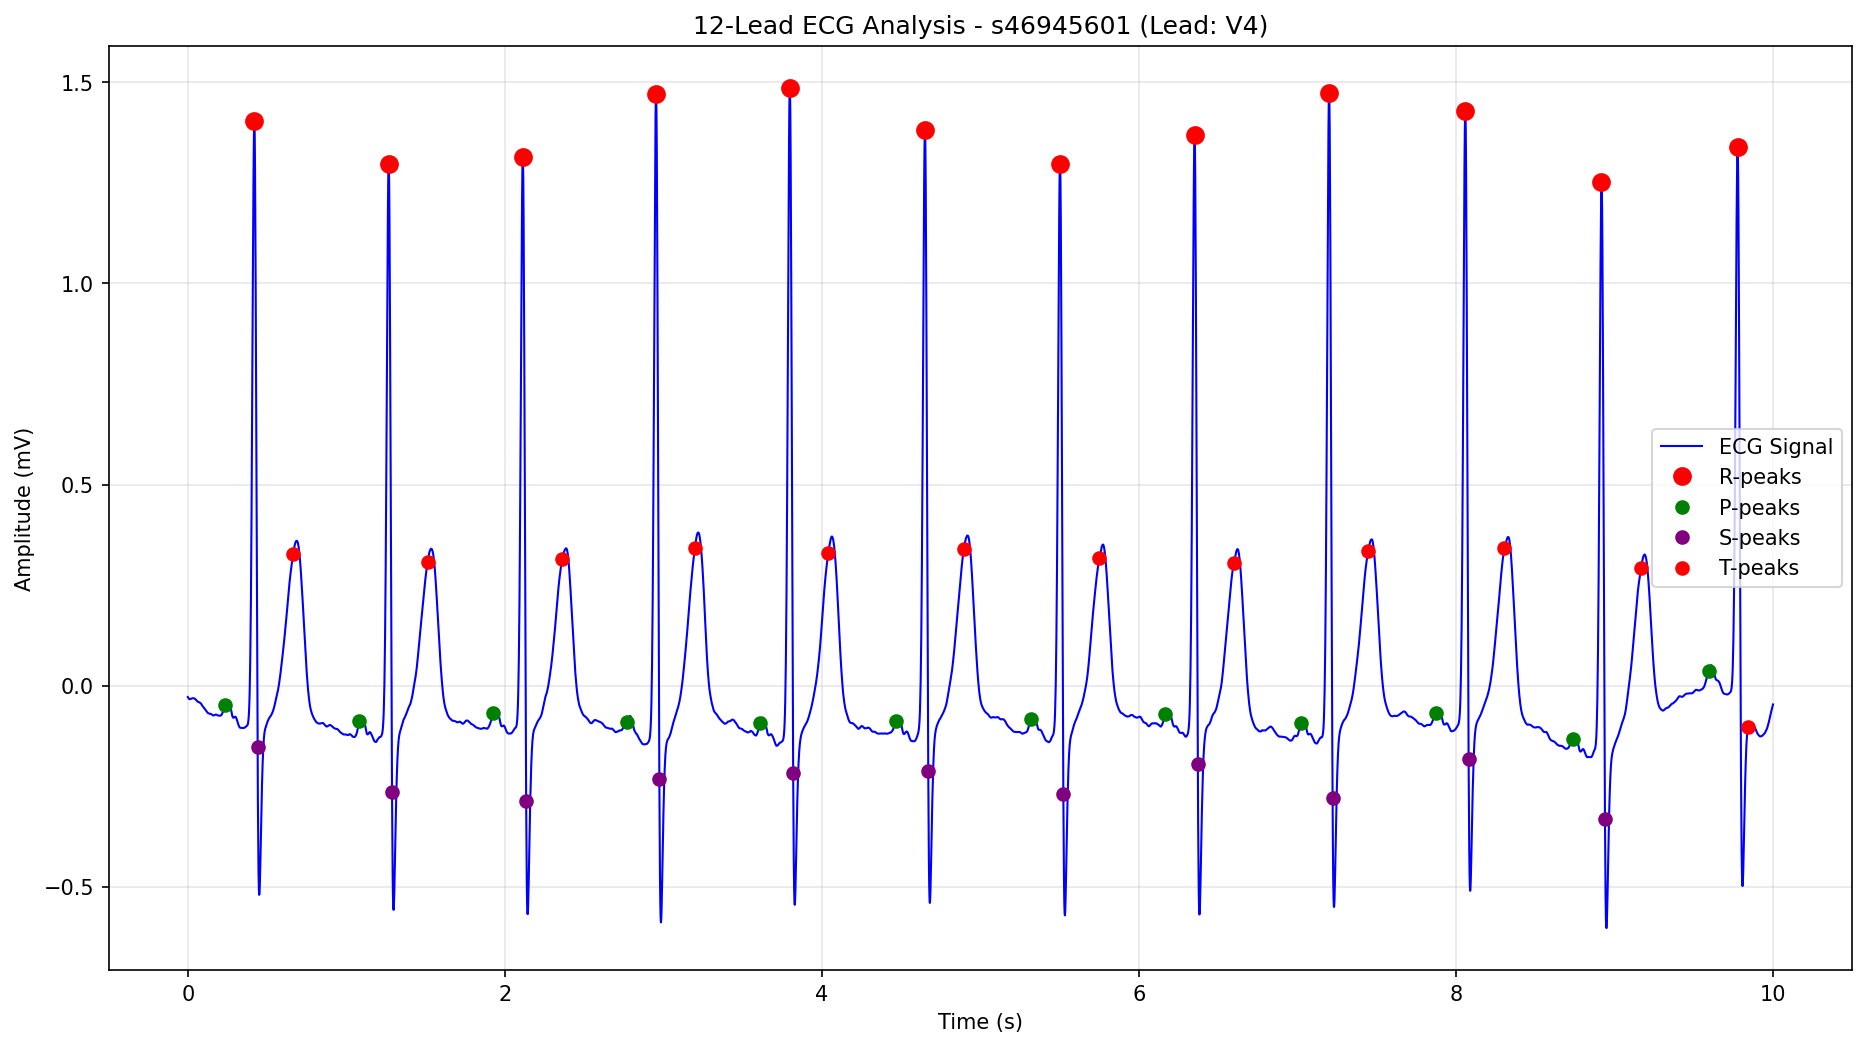 12-Lead ECG Analysis - s46945601 (Lead: V4)
Amplitude (mV)
1.5
1.0
0.5
0.0
−0.5
ECG Signal
R-peaks
P-peaks
S-peaks
T-peaks
0 2 4 6 8 10
Time (s)